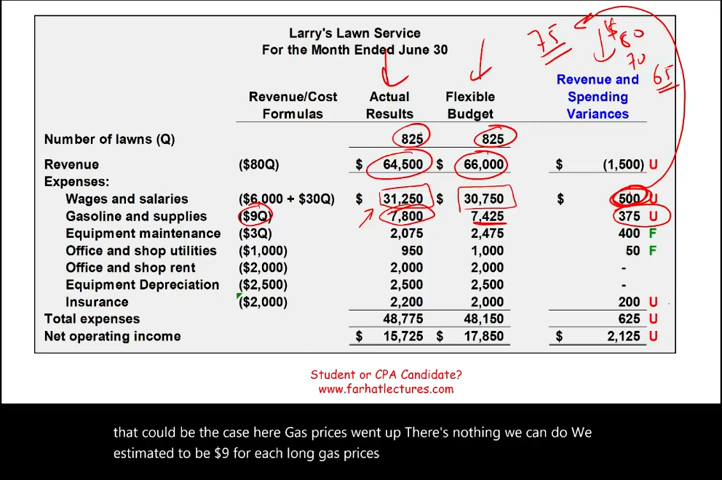 Larry's Lawn Service
For the Month Ended June 30
75 $80
70
65
Revenue/Cost Formulas Actual Results Flexible Budget Revenue and Spending Variances
Number of lawns (Q) 825 825
Revenue ($80Q) $ 64,500 $ 66,000 $ (1,500) U
Expenses:
Wages and salaries ($6,000 + $30Q) $ 31,250 $ 30,750 $ 500 U
Gasoline and supplies ($9Q) 7,800 7,425 375 U
Equipment maintenance ($3Q) 2,075 2,475 400 F
Office and shop utilities ($1,000) 950 1,000 50 F
Office and shop rent ($2,000) 2,000 2,000 -
Equipment Depreciation ($2,500) 2,500 2,500 -
Insurance ($2,000) 2,200 2,000 200 U
Total expenses 48,775 48,150 625 U
Net operating income $ 15,725 $ 17,850 $ 2,125 U
Student or CPA Candidate?
www.farhatlectures.com
that could be the case here Gas prices went up There's nothing we can do We
estimated to be $9 for each long gas prices